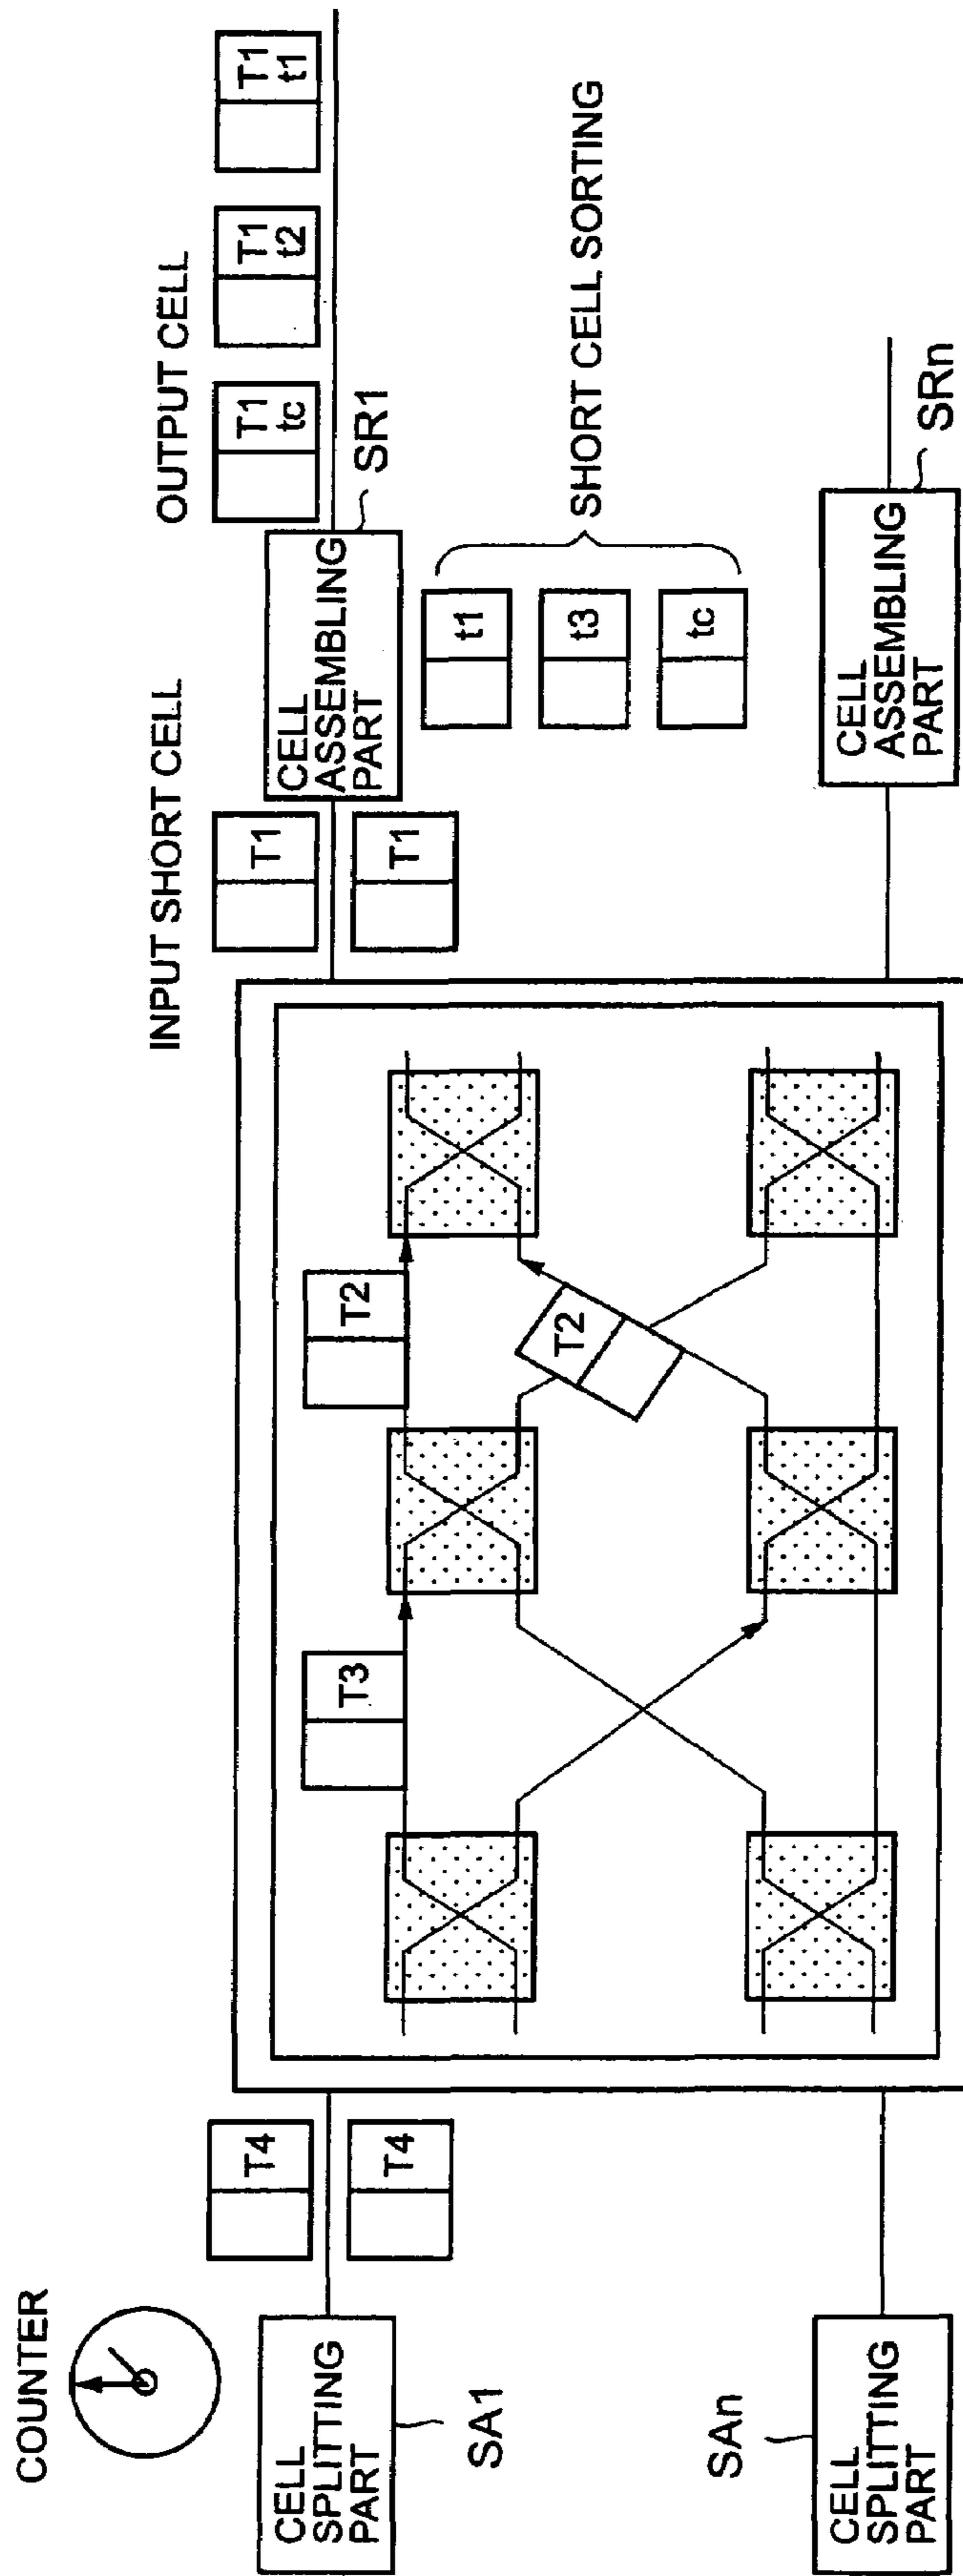 COUNTER
CELL
SPLITTING
PART
SA1
CELL
SPLITTING
PART
SAn
T4
T4
T3
T2
T2
INPUT SHORT CELL
T1
T1
CELL
ASSEMBLING
PART
SR1
OUTPUT CELL
T1
tc
T1
t2
T1
t1
t1
t3
tc
SHORT CELL SORTING
CELL
ASSEMBLING
PART
SRn